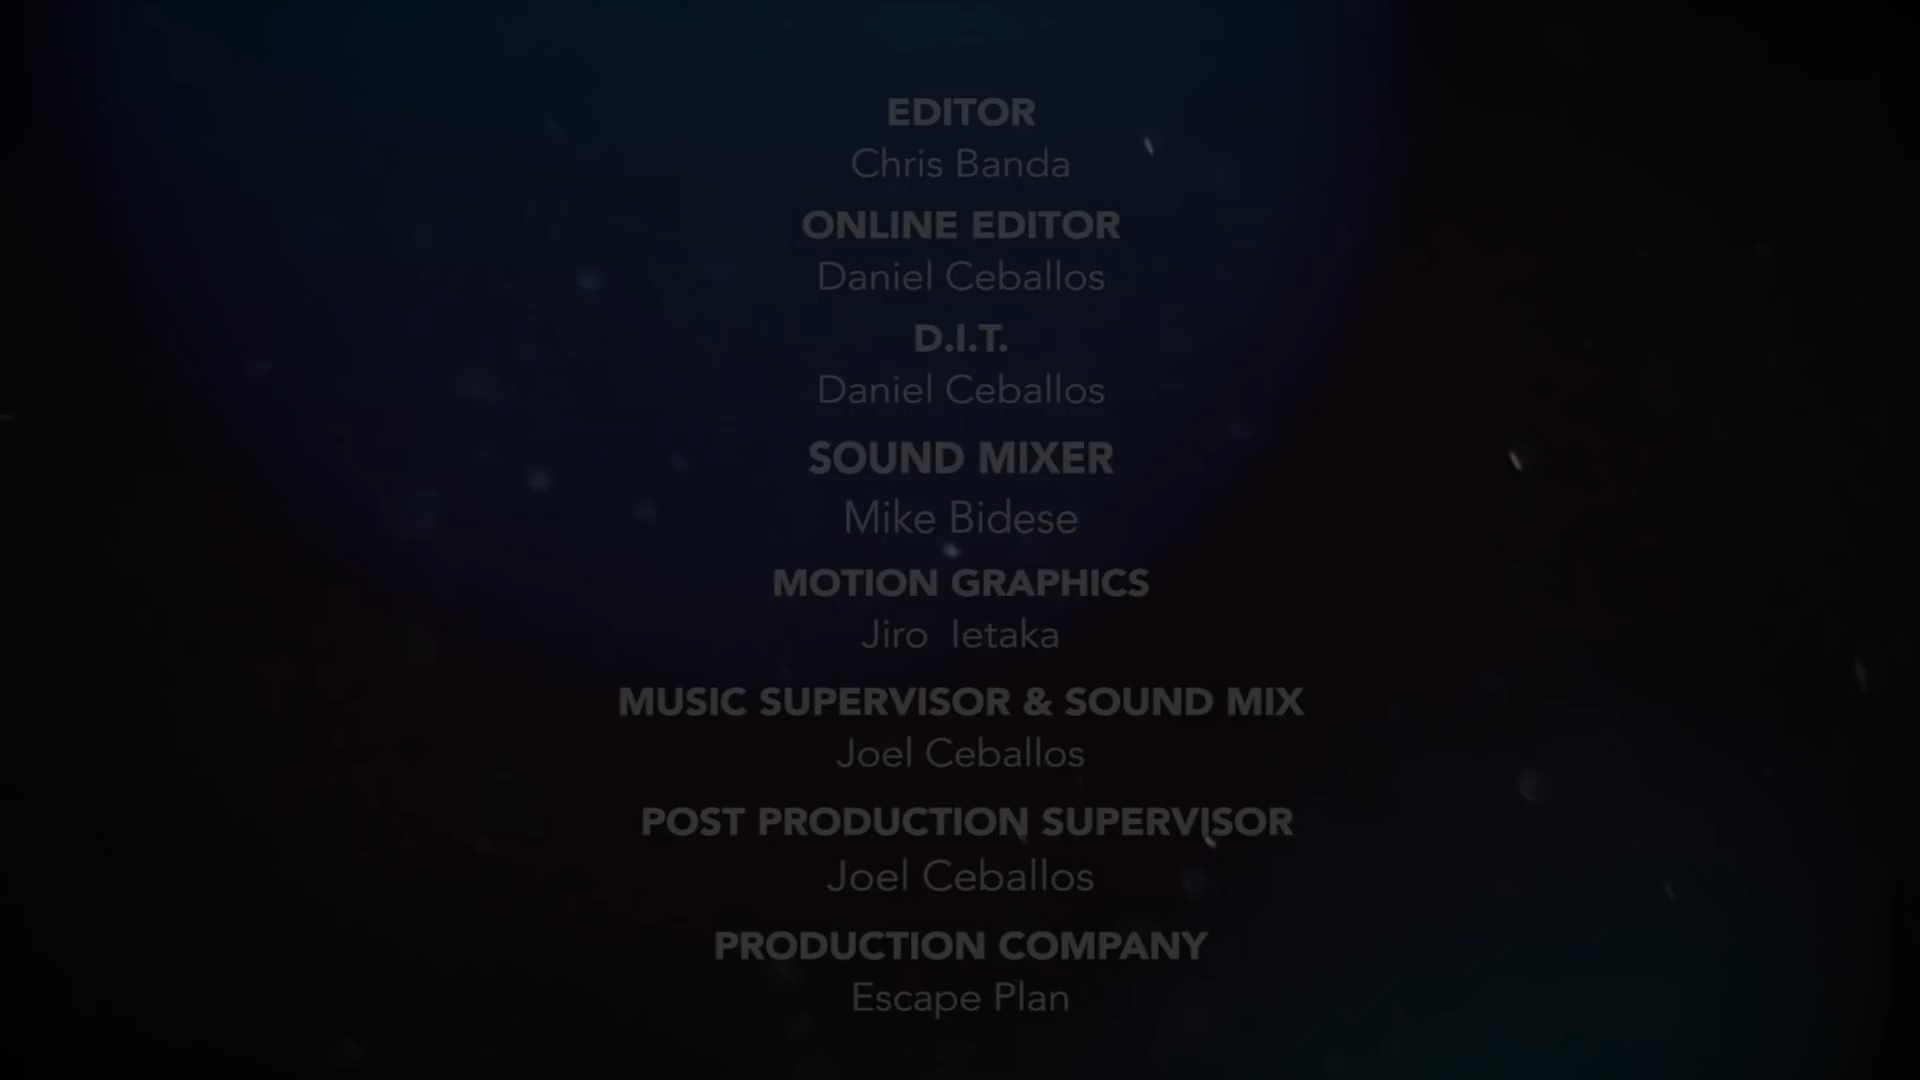 EDITOR
Chris Banda
ONLINE EDITOR
Daniel Ceballos
D.I.T.
Daniel Ceballos
SOUND MIXER
Mike Bidese
MOTION GRAPHICS
Jiro Ietaka
MUSIC SUPERVISOR & SOUND MIX
Joel Ceballos
POST PRODUCTION SUPERVISOR
Joel Ceballos
PRODUCTION COMPANY
Escape Plan